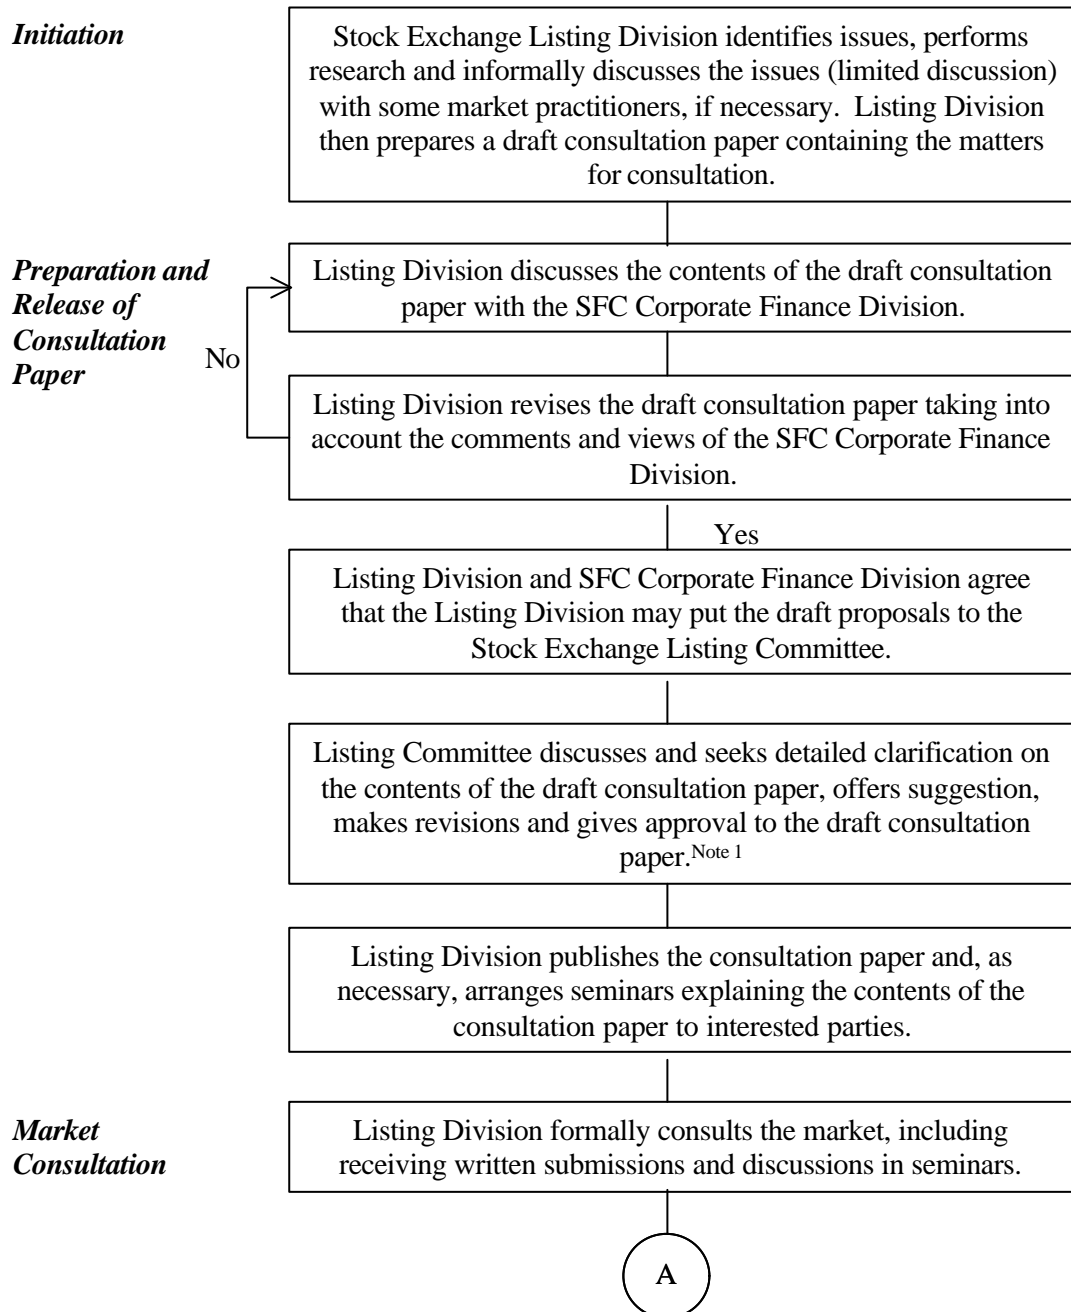 Initiation
Stock Exchange Listing Division identifies issues, performs
research and informally discusses the issues (limited discussion)
with some market practitioners, if necessary.  Listing Division
then prepares a draft consultation paper containing the matters
for consultation.
Preparation and
Release of
Consultation
Paper
Listing Division discusses the contents of the draft consultation
paper with the SFC Corporate Finance Division.
No
Listing Division revises the draft consultation paper taking into
account the comments and views of the SFC Corporate Finance
Division.
Yes
Listing Division and SFC Corporate Finance Division agree
that the Listing Division may put the draft proposals to the
Stock Exchange Listing Committee.
Listing Committee discusses and seeks detailed clarification on
the contents of the draft consultation paper, offers suggestion,
makes revisions and gives approval to the draft consultation
paper.Note 1
Listing Division publishes the consultation paper and, as
necessary, arranges seminars explaining the contents of the
consultation paper to interested parties.
Market
Consultation
Listing Division formally consults the market, including
receiving written submissions and discussions in seminars.
A